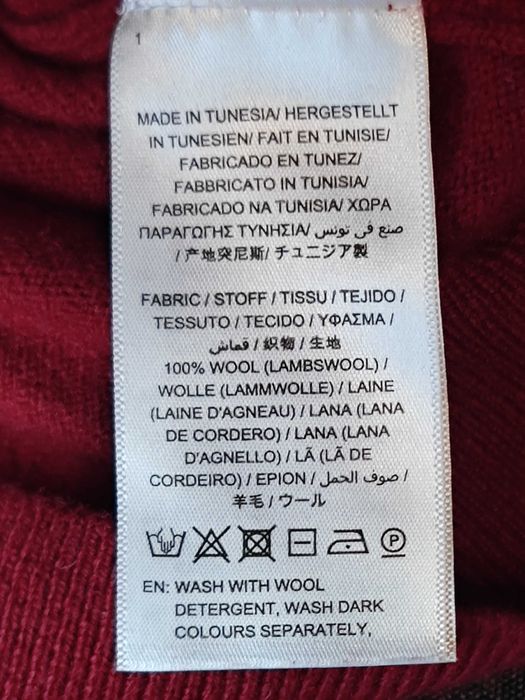 1
MADE IN TUNESIA/ HERGESTELLT
IN TUNESIEN/ FAIT EN TUNISIE/
FABRICADO EN TUNEZ/
FABBRICATO IN TUNISIA/
FABRICADO NA TUNISIA/ ΧΩΡΑ
ΠΑΡΑΓΩΓΗΣ ΤΥΝΗΣΙΑ/ صنع في تونس
/ 产地突尼斯/ チュニジア製
FABRIC / STOFF / TISSU / TEJIDO /
TESSUTO / TECIDO / ΥΦΑΣΜΑ /
قماش / 織物 / 生地
100% WOOL (LAMBSWOOL) /
WOLLE (LAMMWOLLE) / LAINE
(LAINE D'AGNEAU) / LANA (LANA
DE CORDERO) / LANA (LANA
D'AGNELLO) / LÃ (LÃ DE
CORDEIRO) / ΕΡΙΟΝ / صوف الحمل /
羊毛 / ウール
P
EN: WASH WITH WOOL
DETERGENT, WASH DARK
COLOURS SEPARATELY,